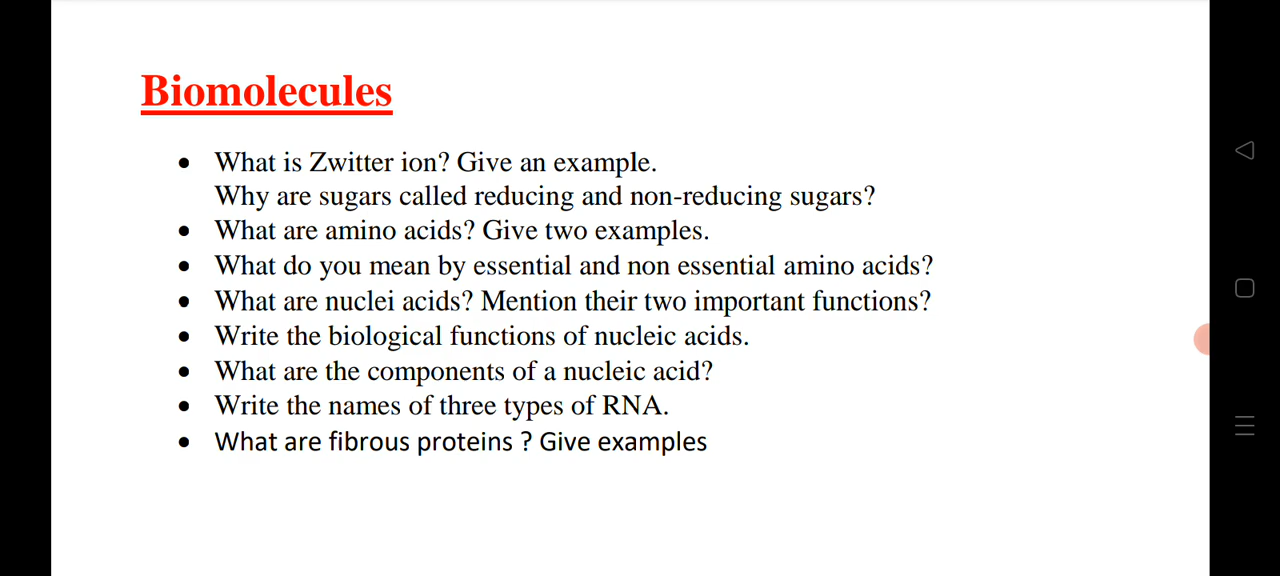 Biomolecules
• What is Zwitter ion? Give an example.
Why are sugars called reducing and non-reducing sugars?
• What are amino acids? Give two examples.
• What do you mean by essential and non essential amino acids?
• What are nuclei acids? Mention their two important functions?
• Write the biological functions of nucleic acids.
• What are the components of a nucleic acid?
• Write the names of three types of RNA.
• What are fibrous proteins ? Give examples